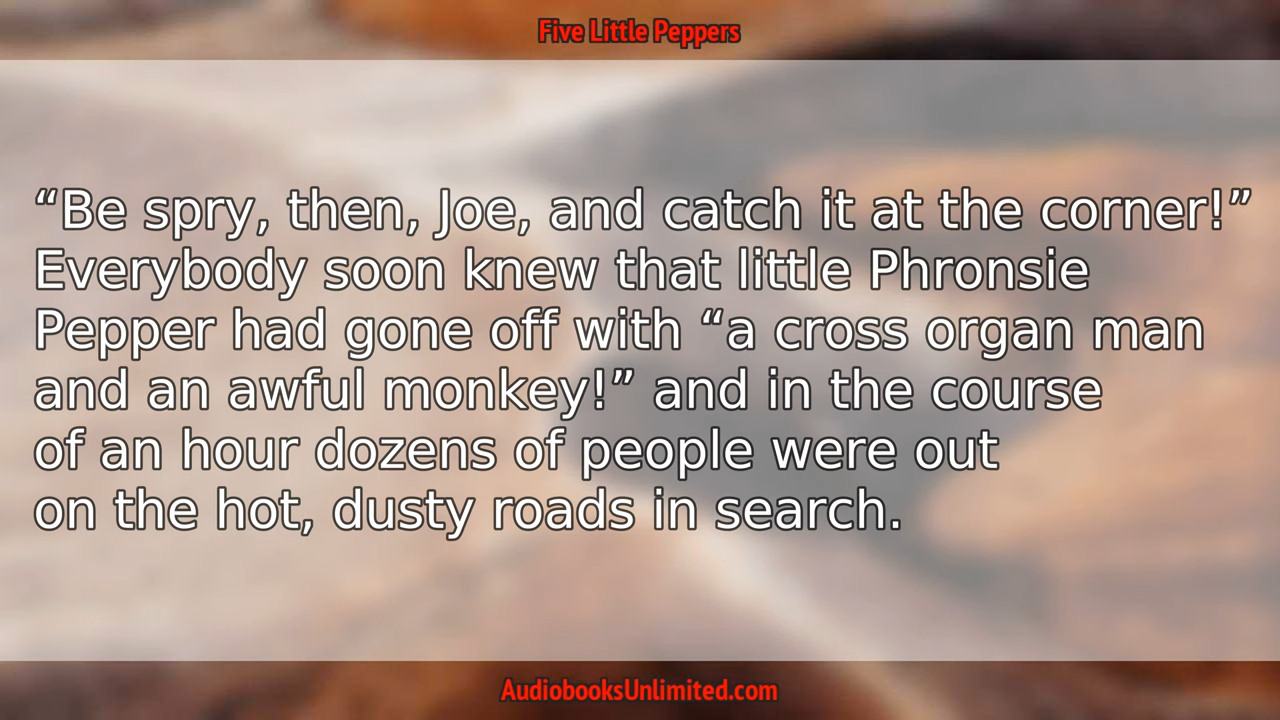 Five Little Peppers
“Be spry, then, Joe, and catch it at the corner!”
Everybody soon knew that little Phronsie
Pepper had gone off with “a cross organ man
and an awful monkey!” and in the course
of an hour dozens of people were out
on the hot, dusty roads in search.
AudiobooksUnlimited.com